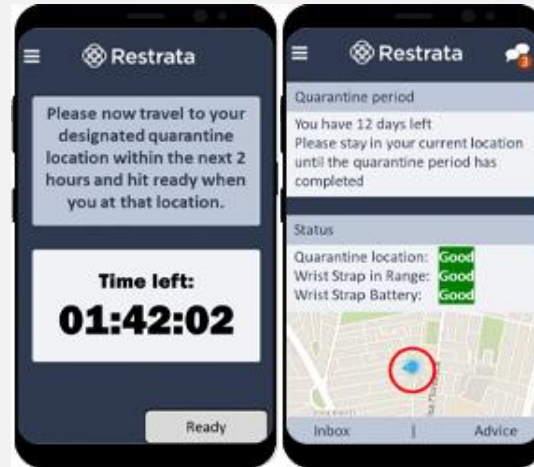 Restrata
Please now travel to your
designated quarantine
location within the next 2
hours and hit ready when
you at that location.
Time left:
01:42:02
Ready
Restrata
3
Quarantine period
You have 12 days left
Please stay in your current location
until the quarantine period has
completed
Status
Quarantine location: Good
Wrist Strap in Range: Good
Wrist Strap Battery: Good
Inbox | Advice